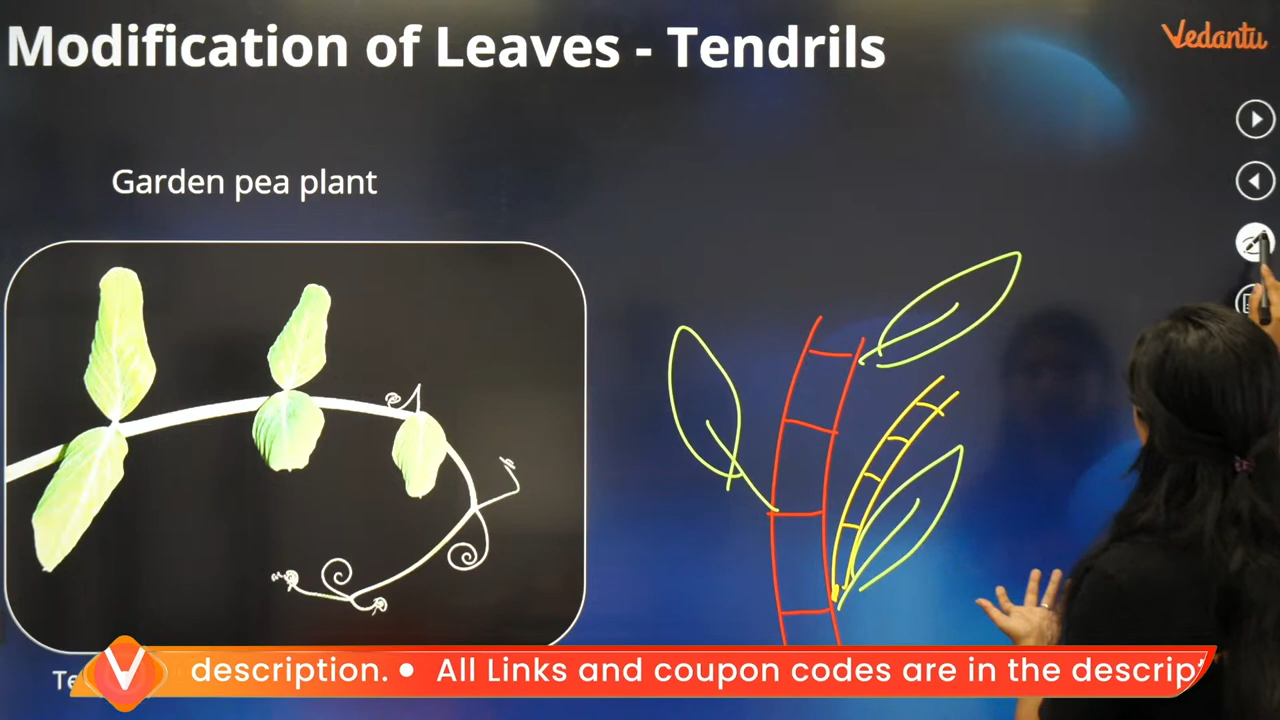 Modification of Leaves - Tendrils
Vedantu
Garden pea plant
description. • All Links and coupon codes are in the descrip